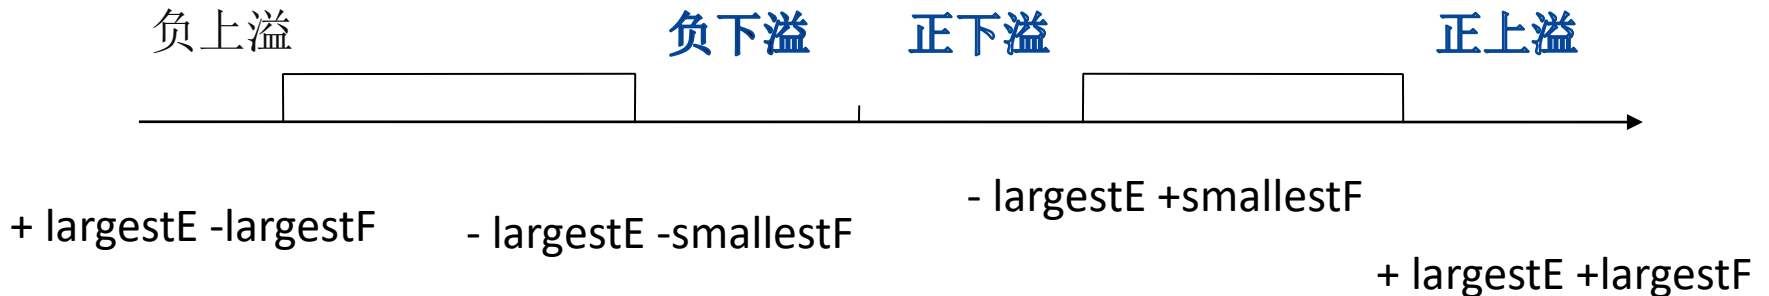 负上溢
负下溢
正下溢
正上溢
- largestE +smallestF
+ largestE -largestF
- largestE -smallestF
+ largestE +largestF